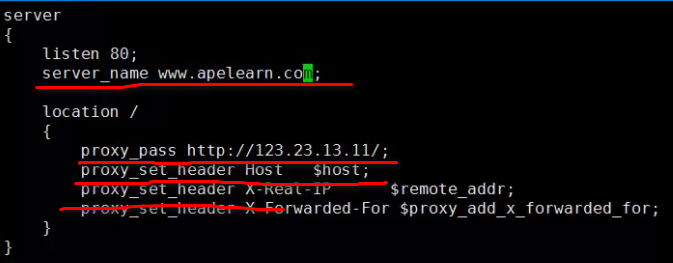 server
{
listen 80;
server_name www.apelearn.com;
location /
{
proxy_pass http://123.23.13.11/;
proxy_set_header Host $host;
proxy_set_header X-Real-IP $remote_addr;
proxy_set_header X-Forwarded-For $proxy_add_x_forwarded_for;
}
}